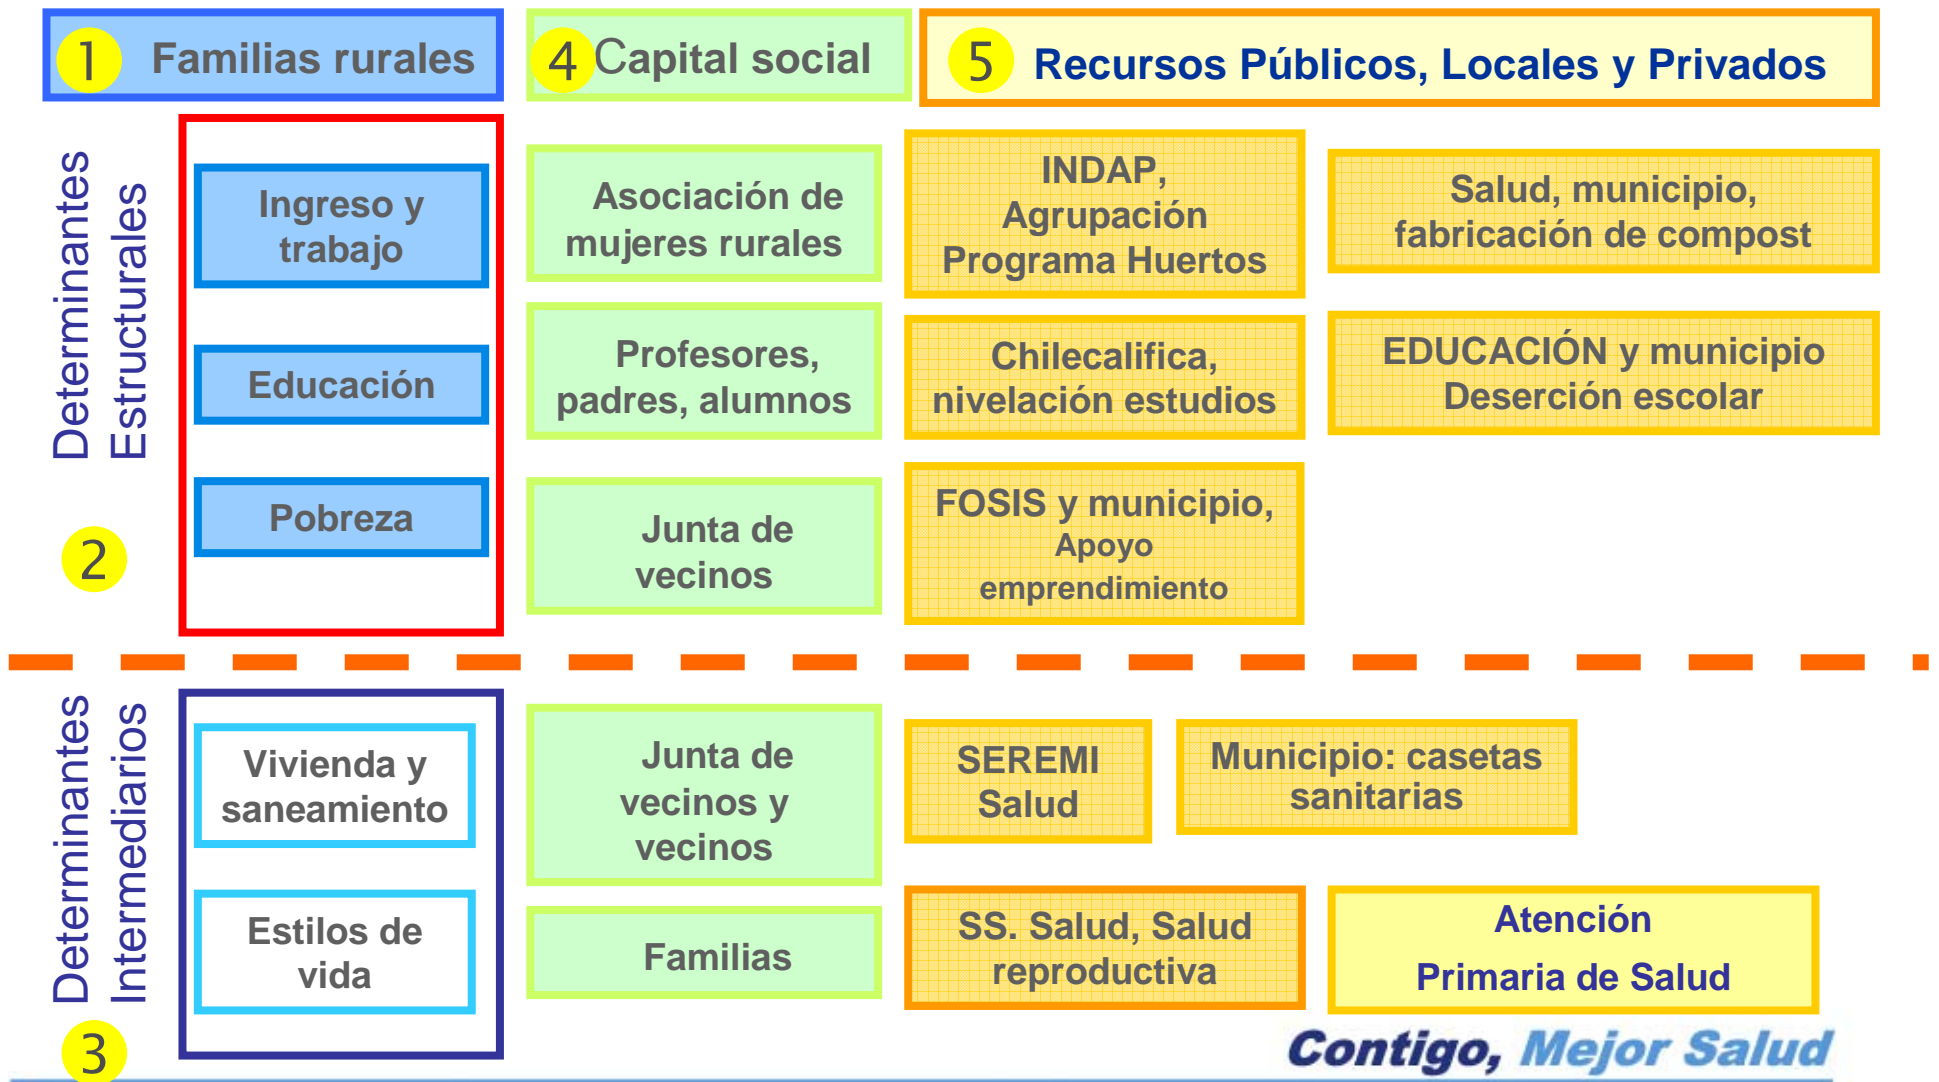 1 Familias rurales
4 Capital social
5 Recursos Públicos, Locales y Privados
Determinantes
Estructurales
2
Ingreso y
trabajo
Asociación de
mujeres rurales
INDAP,
Agrupación
Programa Huertos
Salud, municipio,
fabricación de compost
Educación
Profesores,
padres, alumnos
Chilecalifica,
nivelación estudios
EDUCACIÓN y municipio
Deserción escolar
Pobreza
Junta de
vecinos
FOSIS y municipio,
Apoyo
emprendimiento
Determinantes
Intermediarios
3
Vivienda y
saneamiento
Junta de
vecinos y
vecinos
SEREMI
Salud
Municipio: casetas
sanitarias
Estilos de
vida
Familias
SS. Salud, Salud
reproductiva
Atención
Primaria de Salud
Contigo, Mejor Salud